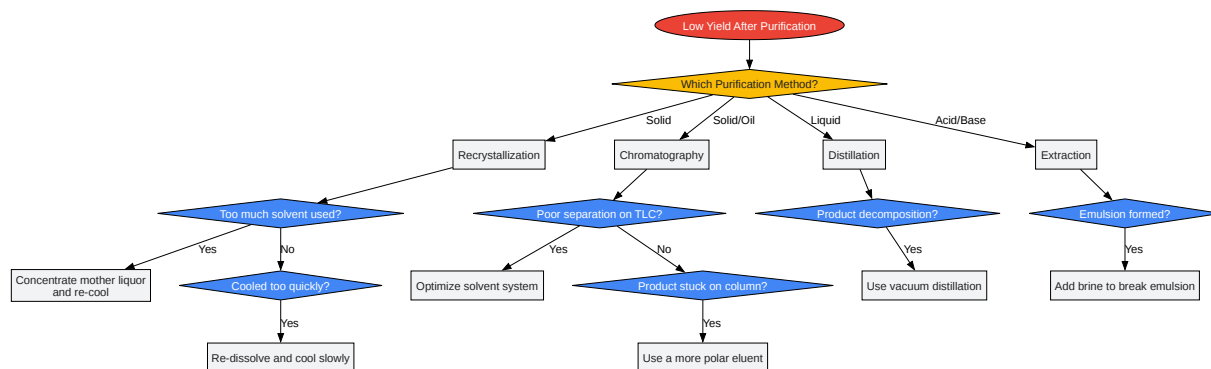 Low Yield After Purification
Which Purification Method?
Solid
Solid/Oil
Liquid
Acid/Base
Recrystallization
Chromatography
Distillation
Extraction
Too much solvent used?
Poor separation on TLC?
Product decomposition?
Emulsion formed?
Yes
No
Yes
No
Yes
Yes
Concentrate mother liquor
and re-cool
Cooled too quickly?
Optimize solvent system
Product stuck on column?
Use vacuum distillation
Add brine to break emulsion
Yes
Yes
Re-dissolve and cool slowly
Use a more polar eluent